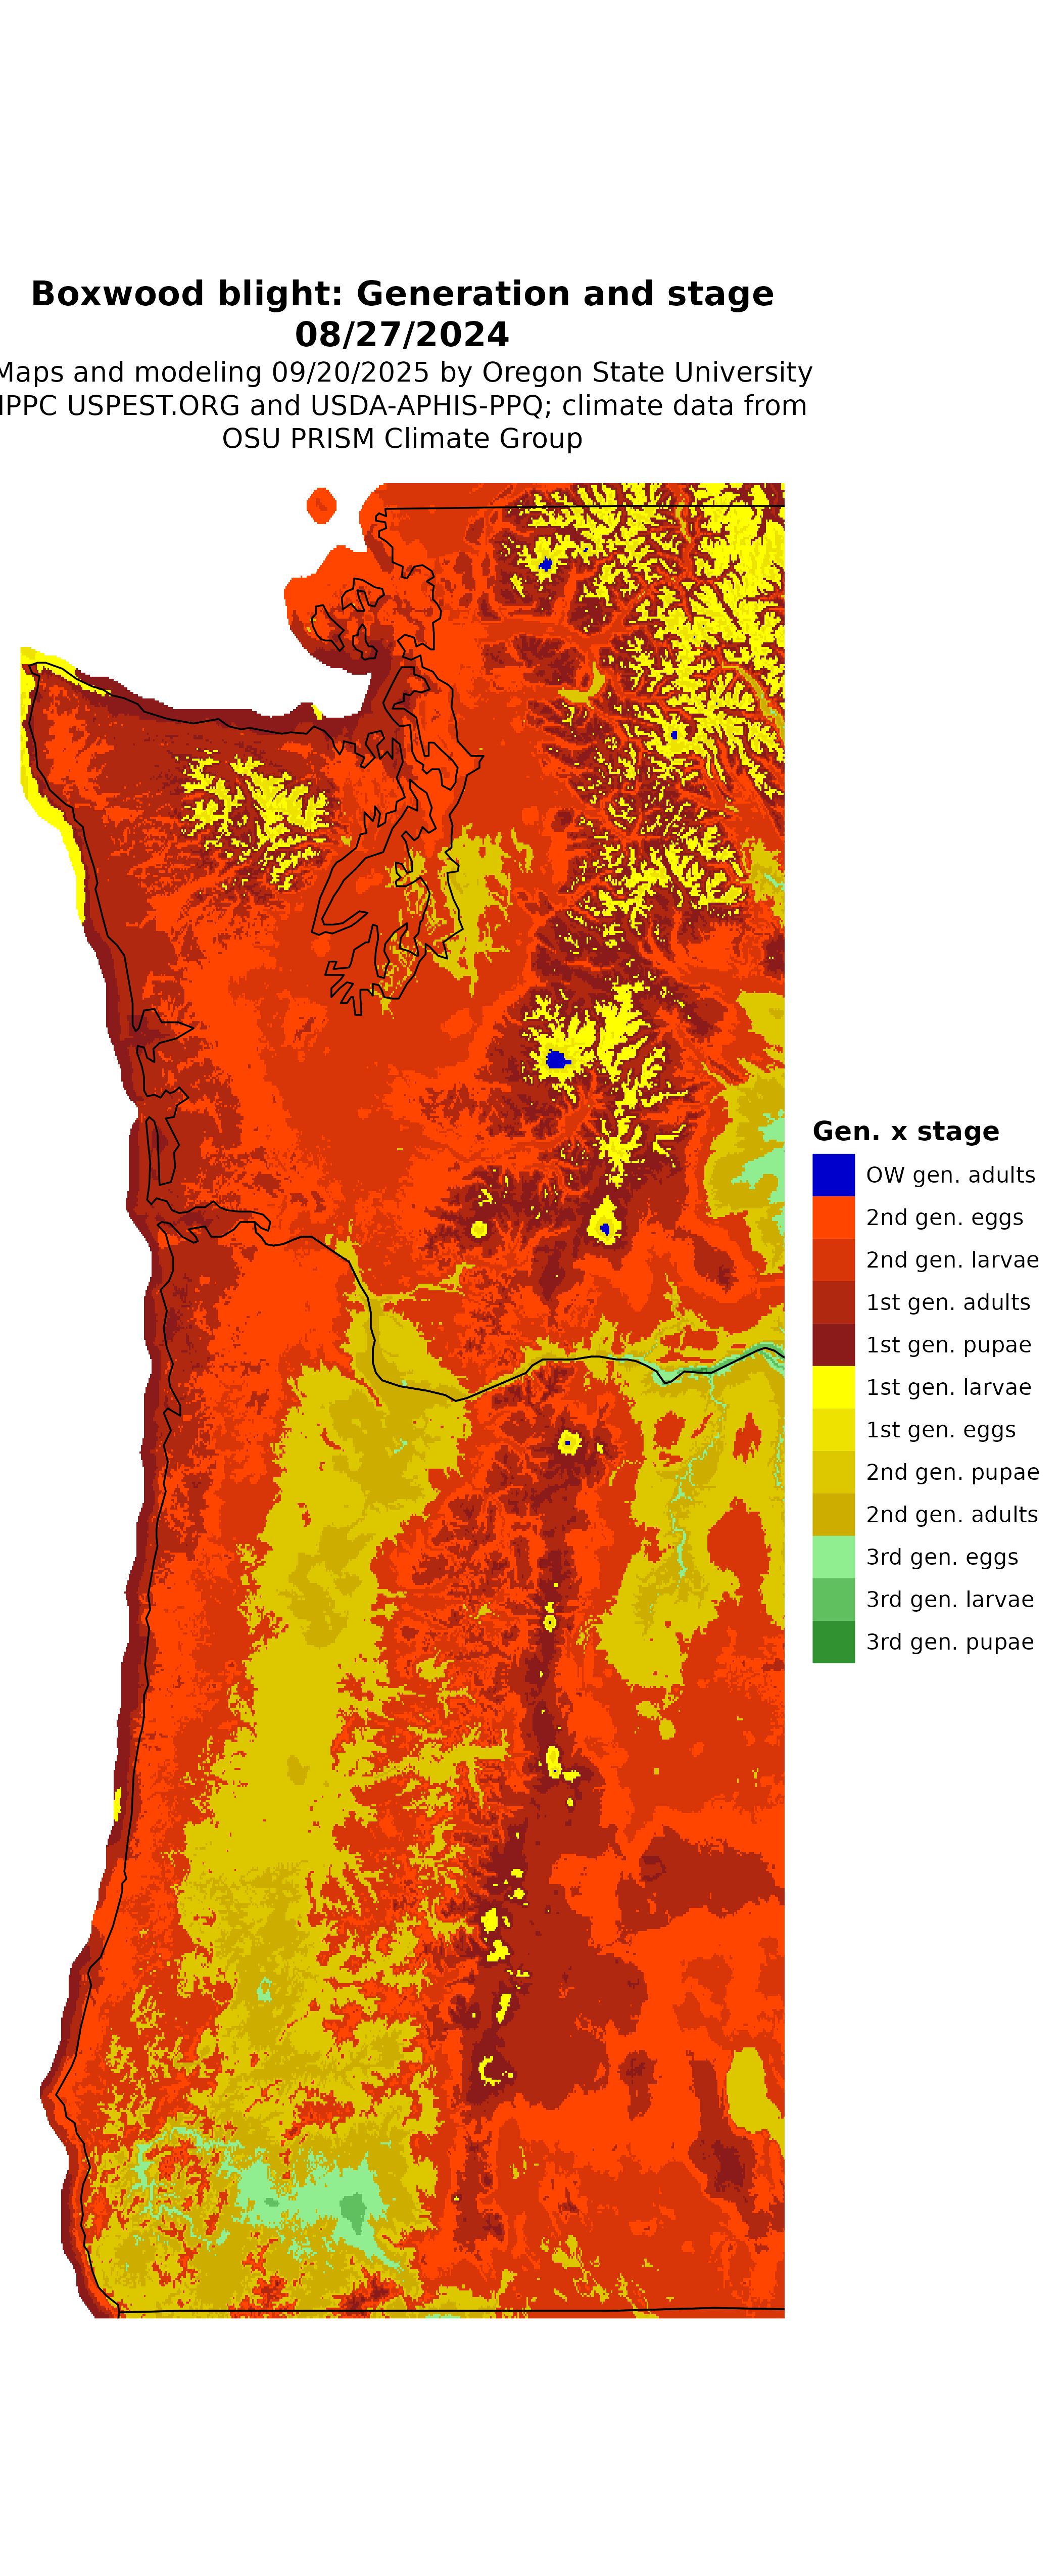 Boxwood blight: Generation and stage
08/27/2024
Maps and modeling 09/20/2025 by Oregon State University
IPPC USPEST.ORG and USDA-APHIS-PPQ; climate data from
OSU PRISM Climate Group
Gen. x stage
OW gen. adults
2nd gen. eggs
2nd gen. larvae
1st gen. adults
1st gen. pupae
1st gen. larvae
1st gen. eggs
2nd gen. pupae
2nd gen. adults
3rd gen. eggs
3rd gen. larvae
3rd gen. pupae